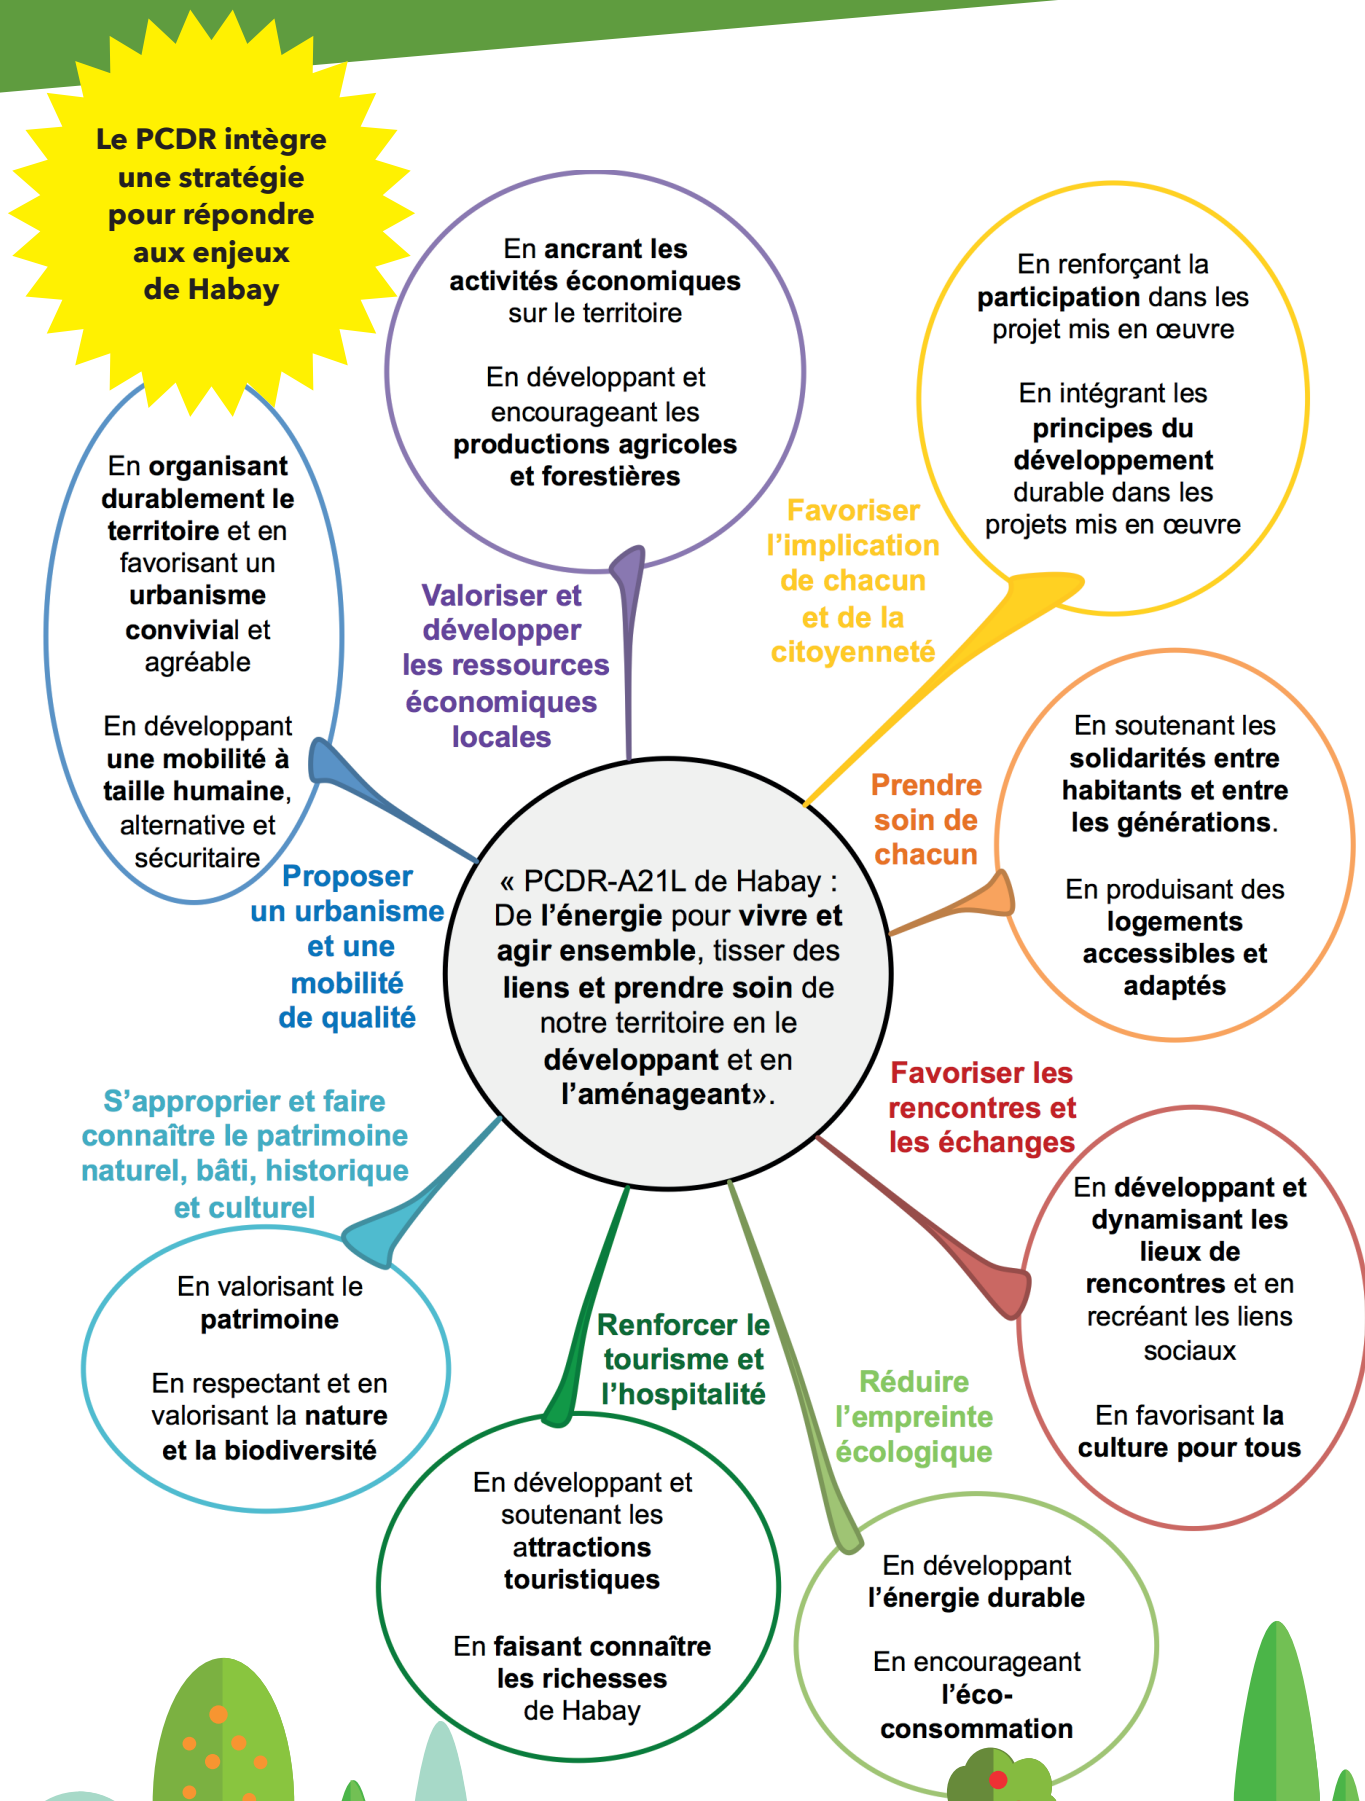 Le PCDR intègre
une stratégie
pour répondre
aux enjeux
de Habay
En ancrant les
activités économiques
sur le territoire
En développant et
encourageant les
productions agricoles
et forestières
Valoriser et
développer
les ressources
économiques
locales
En renforçant la
participation dans les
projet mis en œuvre
En intégrant les
principes du
développement
durable dans les
projets mis en œuvre
Favoriser
l'implication
de chacun
et de la
citoyenneté
En organisant
durablement le
territoire et en
favorisant un
urbanisme
convivial et
agréable
En développant
une mobilité à
taille humaine,
alternative et
sécuritaire
Proposer
un urbanisme
et une
mobilité
de qualité
En soutenant les
solidarités entre
habitants et entre
les générations.
En produisant des
logements
accessibles et
adaptés
Prendre
soin de
chacun
« PCDR-A21L de Habay :
De l'énergie pour vivre et
agir ensemble, tisser des
liens et prendre soin de
notre territoire en le
développant et en
l'aménageant».
Favoriser les
rencontres et
les échanges
En développant et
dynamisant les
lieux de
rencontres et en
recréant les liens
sociaux
En favorisant la
culture pour tous
S'approprier et faire
connaître le patrimoine
naturel, bâti, historique
et culturel
En valorisant le
patrimoine
En respectant et en
valorisant la nature
et la biodiversité
Renforcer le
tourisme et
l'hospitalité
En développant et
soutenant les
attractions
touristiques
En faisant connaître
les richesses
de Habay
Réduire
l'empreinte
écologique
En développant
l'énergie durable
En encourageant
l'éco-
consommation